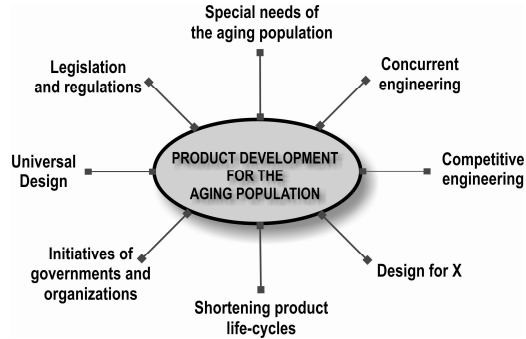 Special needs of
the aging population
Legislation
and regulations
Concurrent
engineering
PRODUCT DEVELOPMENT
FOR THE
AGING POPULATION
Universal
Design
Competitive
engineering
Initiatives of
governments and
organizations
Design for X
Shortening product
life-cycles